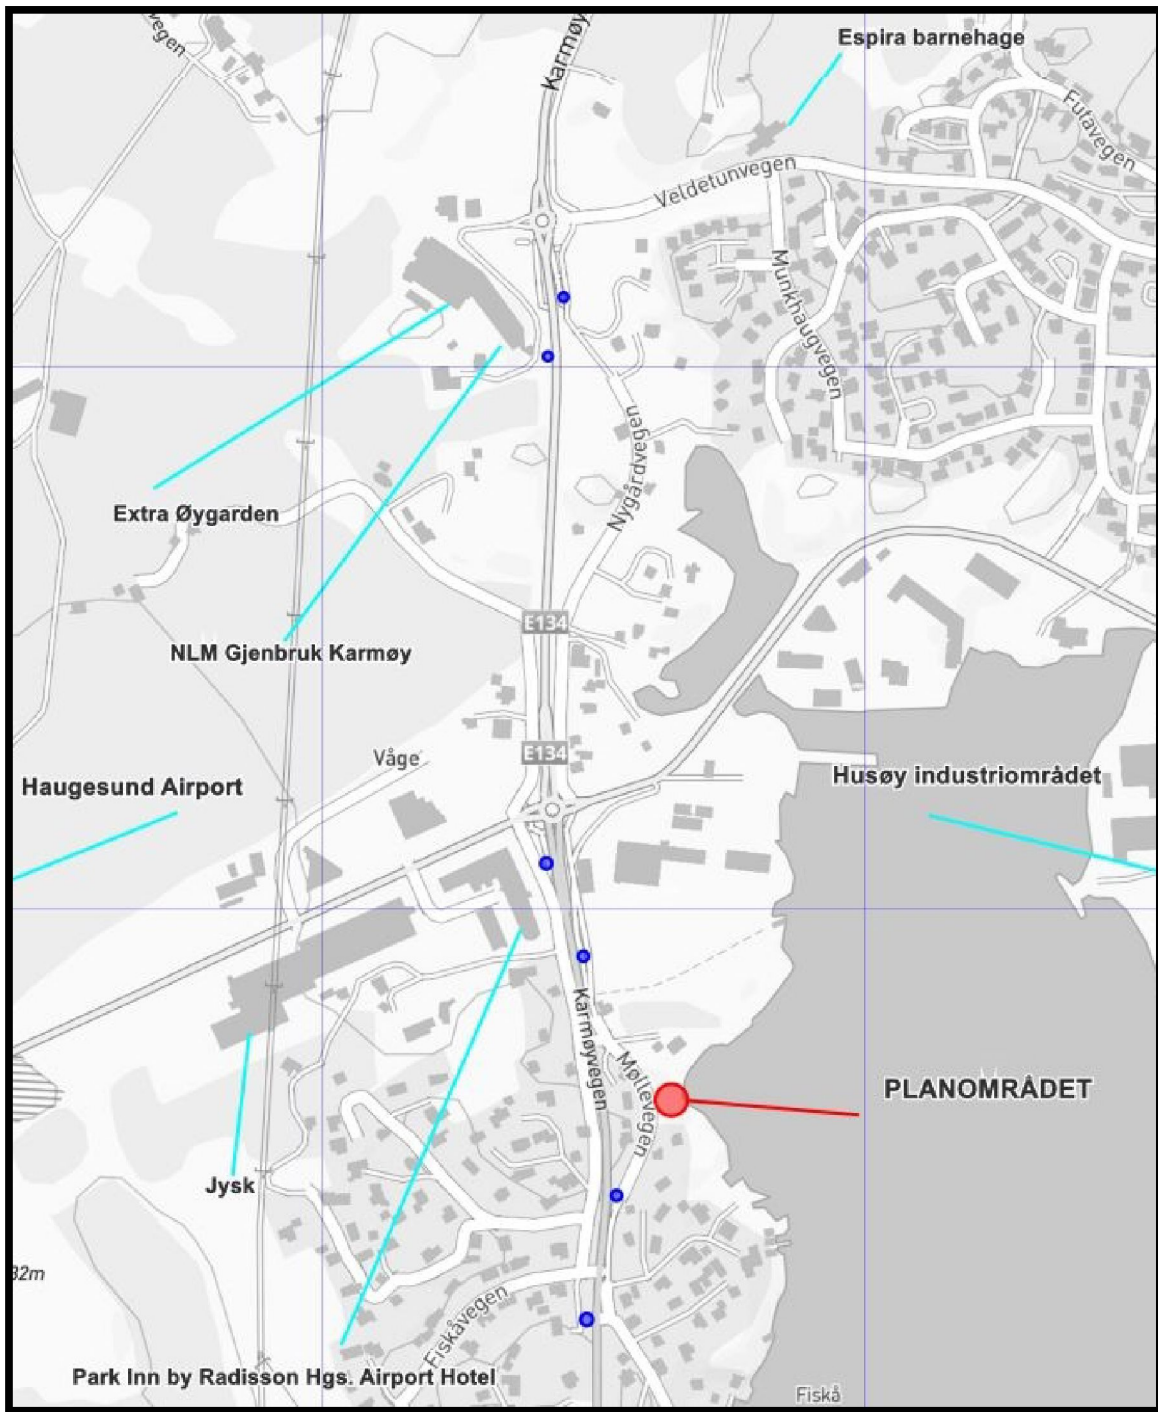 vegen
Karmøy
Espira barnehage
Futavegen
Veldetunvegen
Munkhaugvegen
Nygårdvegen
Extra Øygarden
E134
NLM Gjenbruk Karmøy
E134
Våge
Haugesund Airport
Husøy industriområdet
Karmøyvegen
Møllevegen
PLANOMRÅDET
Jysk
32m
Fiskåvegen
Park Inn by Radisson Hgs. Airport Hotel
Fiskå